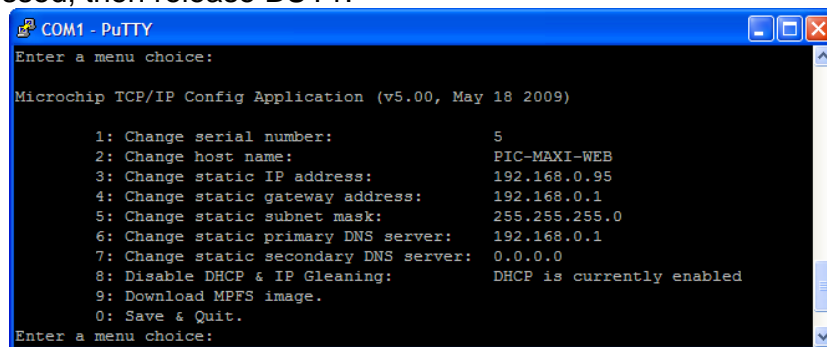 COM1 - PuTTY
Enter a menu choice:
Microchip TCP/IP Config Application (v5.00, May 18 2009)
1: Change serial number: 5
2: Change host name: PIC-MAXI-WEB
3: Change static IP address: 192.168.0.95
4: Change static gateway address: 192.168.0.1
5: Change static subnet mask: 255.255.255.0
6: Change static primary DNS server: 192.168.0.1
7: Change static secondary DNS server: 0.0.0.0
8: Disable DHCP & IP Gleaning: DHCP is currently enabled
9: Download MPFS image.
0: Save & Quit.
Enter a menu choice: